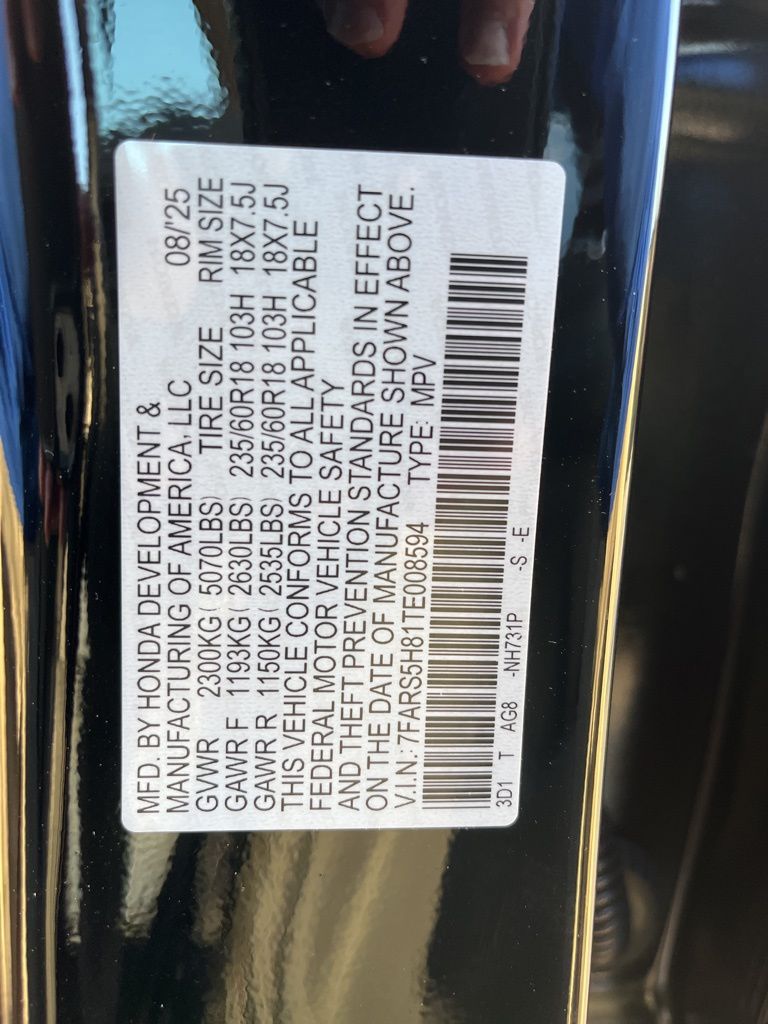 MFD. BY HONDA DEVELOPMENT &
MANUFACTURING OF AMERICA, LLC 08/'25
GVWR 2300KG( 5070LBS) TIRE SIZE RIM SIZE
GAWR F 1193KG( 2630LBS) 235/60R18 103H 18X7.5J
GAWR R 1150KG( 2535LBS) 235/60R18 103H 18X7.5J
THIS VEHICLE CONFORMS TO ALL APPLICABLE
FEDERAL MOTOR VEHICLE SAFETY
AND THEFT PREVENTION STANDARDS IN EFFECT
ON THE DATE OF MANUFACTURE SHOWN ABOVE.
V.I.N.: 7FARS5H81TE008594 TYPE: MPV
3D1 T AG8 -NH731P -S -E